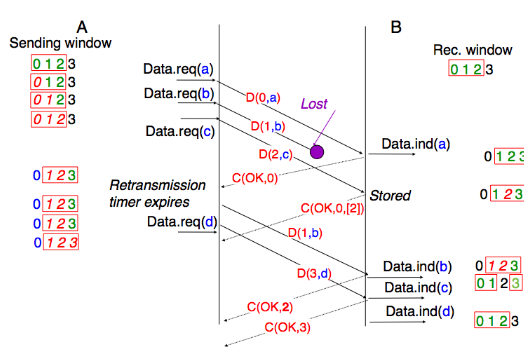 A
B
Sending window
Rec. window
0 1 2 3
0 1 2 3
Data.req(a)
0 1 2 3
Data.req(b)
D(0,a)
Lost
0 1 2 3
0 1 2 3
Data.req(c)
D(1,b)
Data.ind(a)
D(2,c)
0 1 2 3
C(OK,0)
0 1 2 3
Retransmission
timer expires
Stored
0 1 2 3
0 1 2 3
C(OK,0,[2])
0 1 2 3
Data.req(d)
D(1,b)
0 1 2 3
Data.ind(b)
0 1 2 3
D(3,d)
Data.ind(c)
0 1 2 3
C(OK,2)
Data.ind(d)
0 1 2 3
C(OK,3)